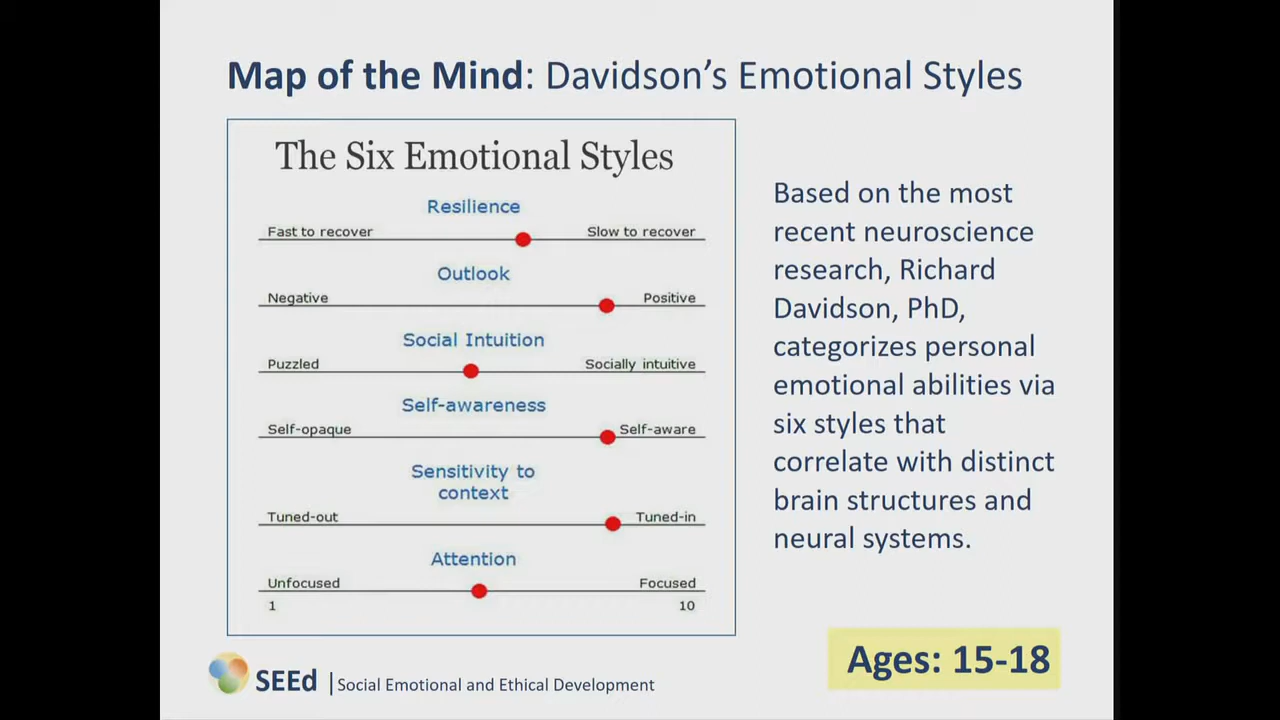 Map of the Mind: Davidson's Emotional Styles
The Six Emotional Styles
Resilience
Fast to recover Slow to recover
Outlook
Negative Positive
Social Intuition
Puzzled Socially intuitive
Self-awareness
Self-opaque Self-aware
Sensitivity to
context
Tuned-out Tuned-in
Attention
Unfocused Focused
1 10
Based on the most
recent neuroscience
research, Richard
Davidson, PhD,
categorizes personal
emotional abilities via
six styles that
correlate with distinct
brain structures and
neural systems.
Ages: 15-18
SEEd | Social Emotional and Ethical Development